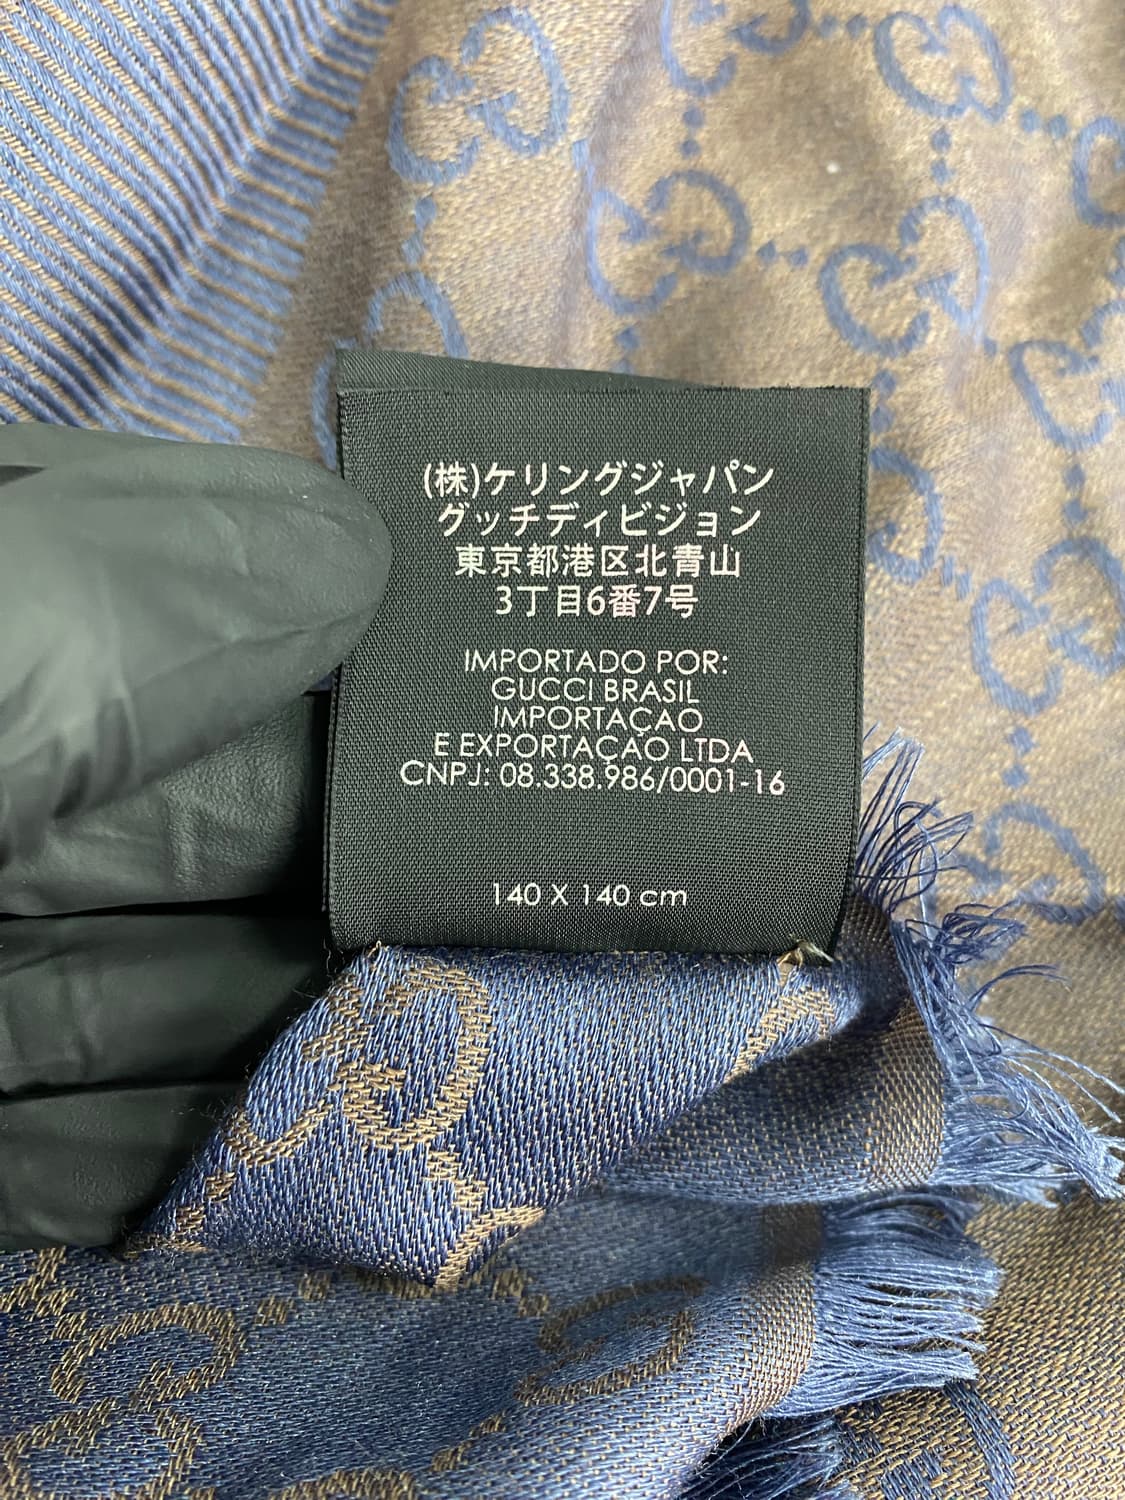 (株)ケリングジャパン
グッチディビジョン
東京都港区北青山
3丁目6番7号
IMPORTADO POR:
GUCCI BRASIL
IMPORTAÇAO
E EXPORTAÇAO LTDA
CNPJ: 08.338.986/0001-16
140 X 140 cm